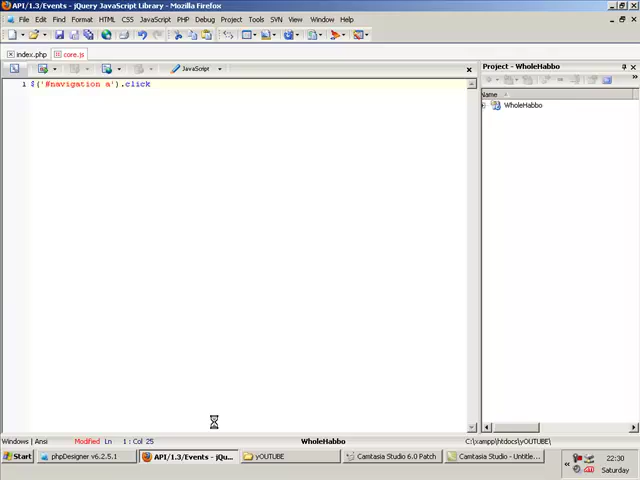 API/1.3/Events - jQuery JavaScript Library - Mozilla Firefox
File Edit Find Format HTML CSS JavaScript PHP Debug Project Tools SVN View Window Help
index.php core.js
JavaScript
Project - WholeHabbo
1 $('#navigation a').click
Name
WholeHabbo
Windows | Ansi Modified Ln 1 : Col 25 WholeHabbo C:\xampp\htdocs\yOUTUBE\
Start phpDesigner v6.2.5.1 API/1.3/Events - jQu... yOUTUBE Camtasia Studio 6.0 Patch Camtasia Studio - Untitle... 22:30
Saturday